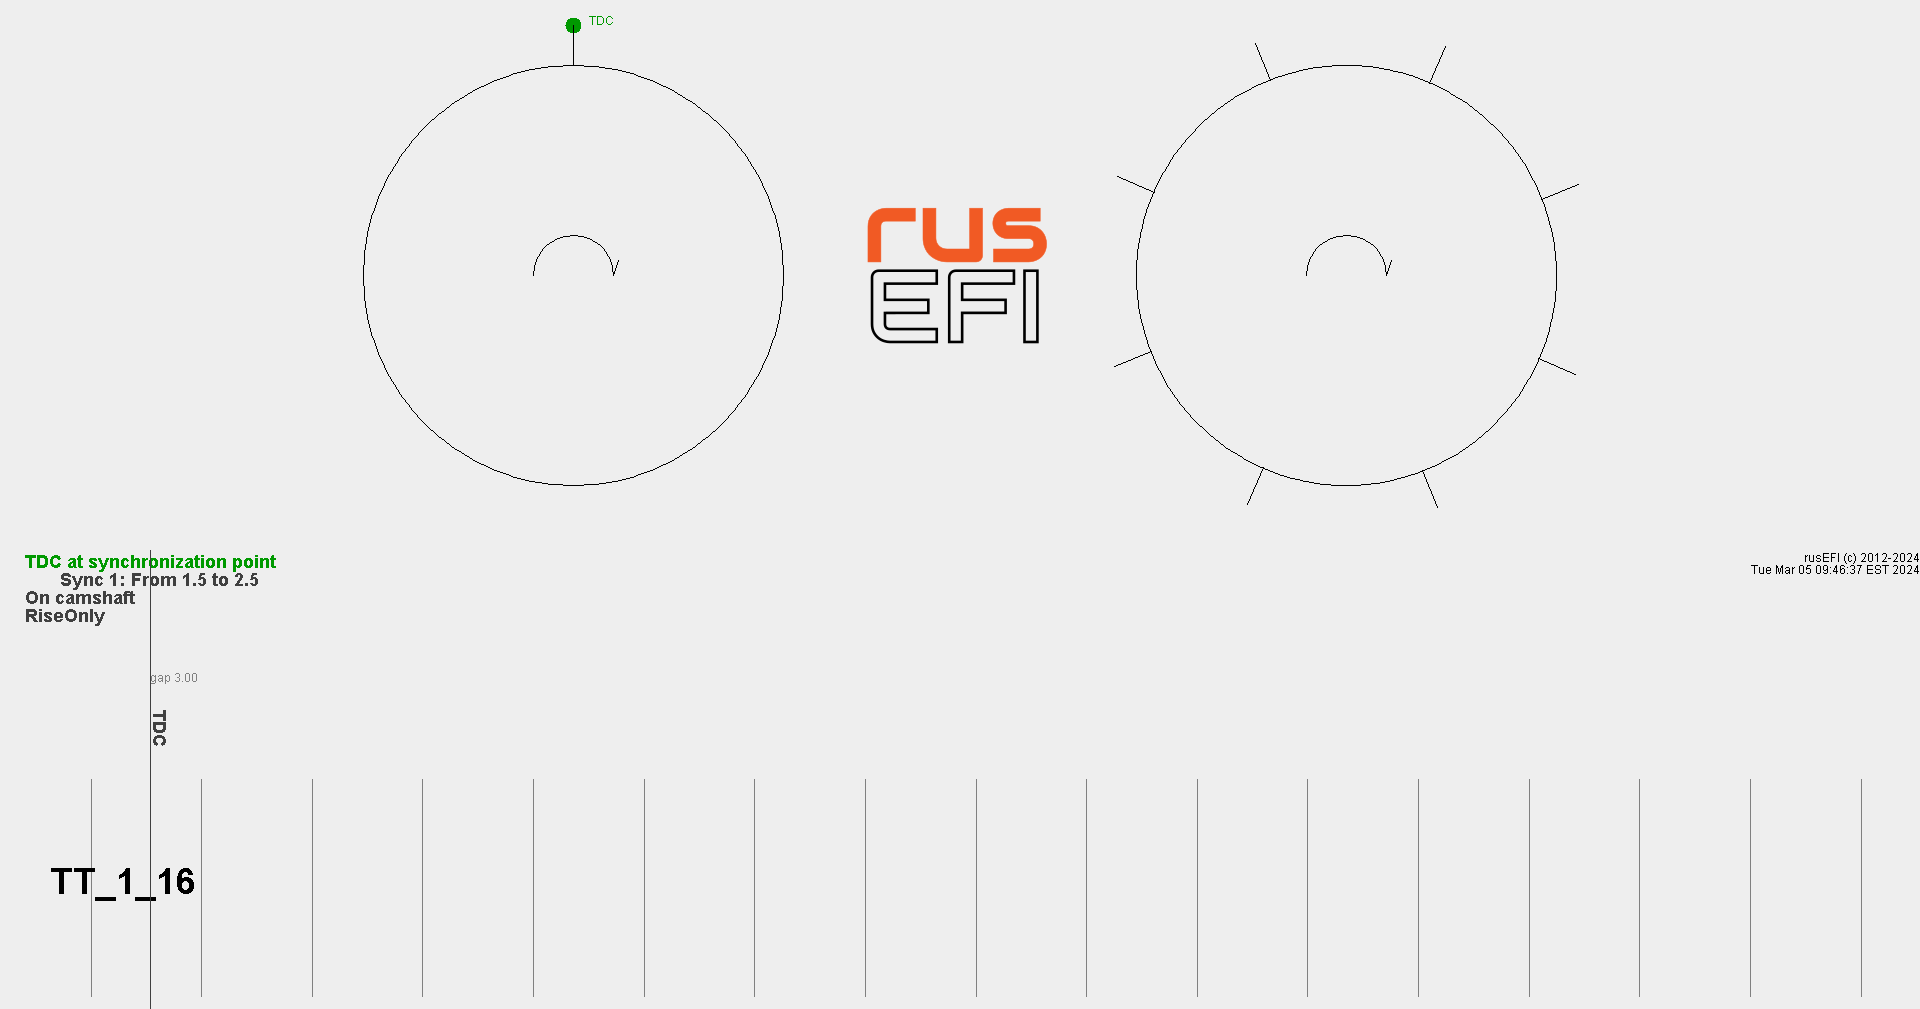 TDC
rus
EFI
TDC at synchronization point
Sync 1: From 1.5 to 2.5
On camshaft
RiseOnly
rusEFI (c) 2012-2024
Tue Mar 05 09:46:37 EST 2024
gap 3.00
TDC
TT_1_16